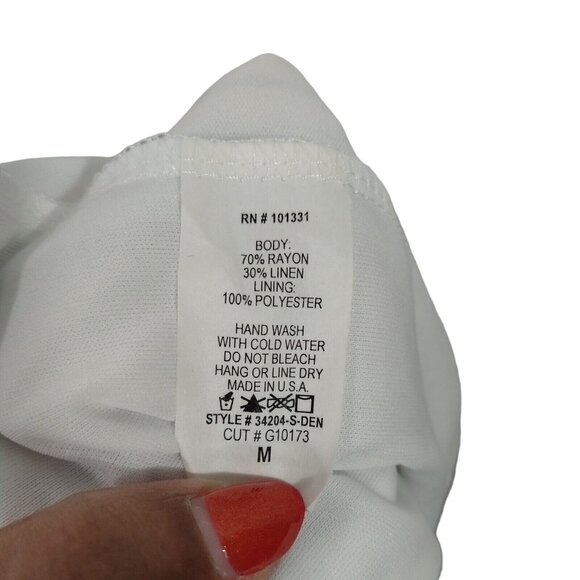 RN # 101331
BODY:
70% RAYON
30% LINEN
LINING:
100% POLYESTER
HAND WASH
WITH COLD WATER
DO NOT BLEACH
HANG OR LINE DRY
MADE IN U.S.A.
STYLE # 34204-S-DEN
CUT # G10173
M